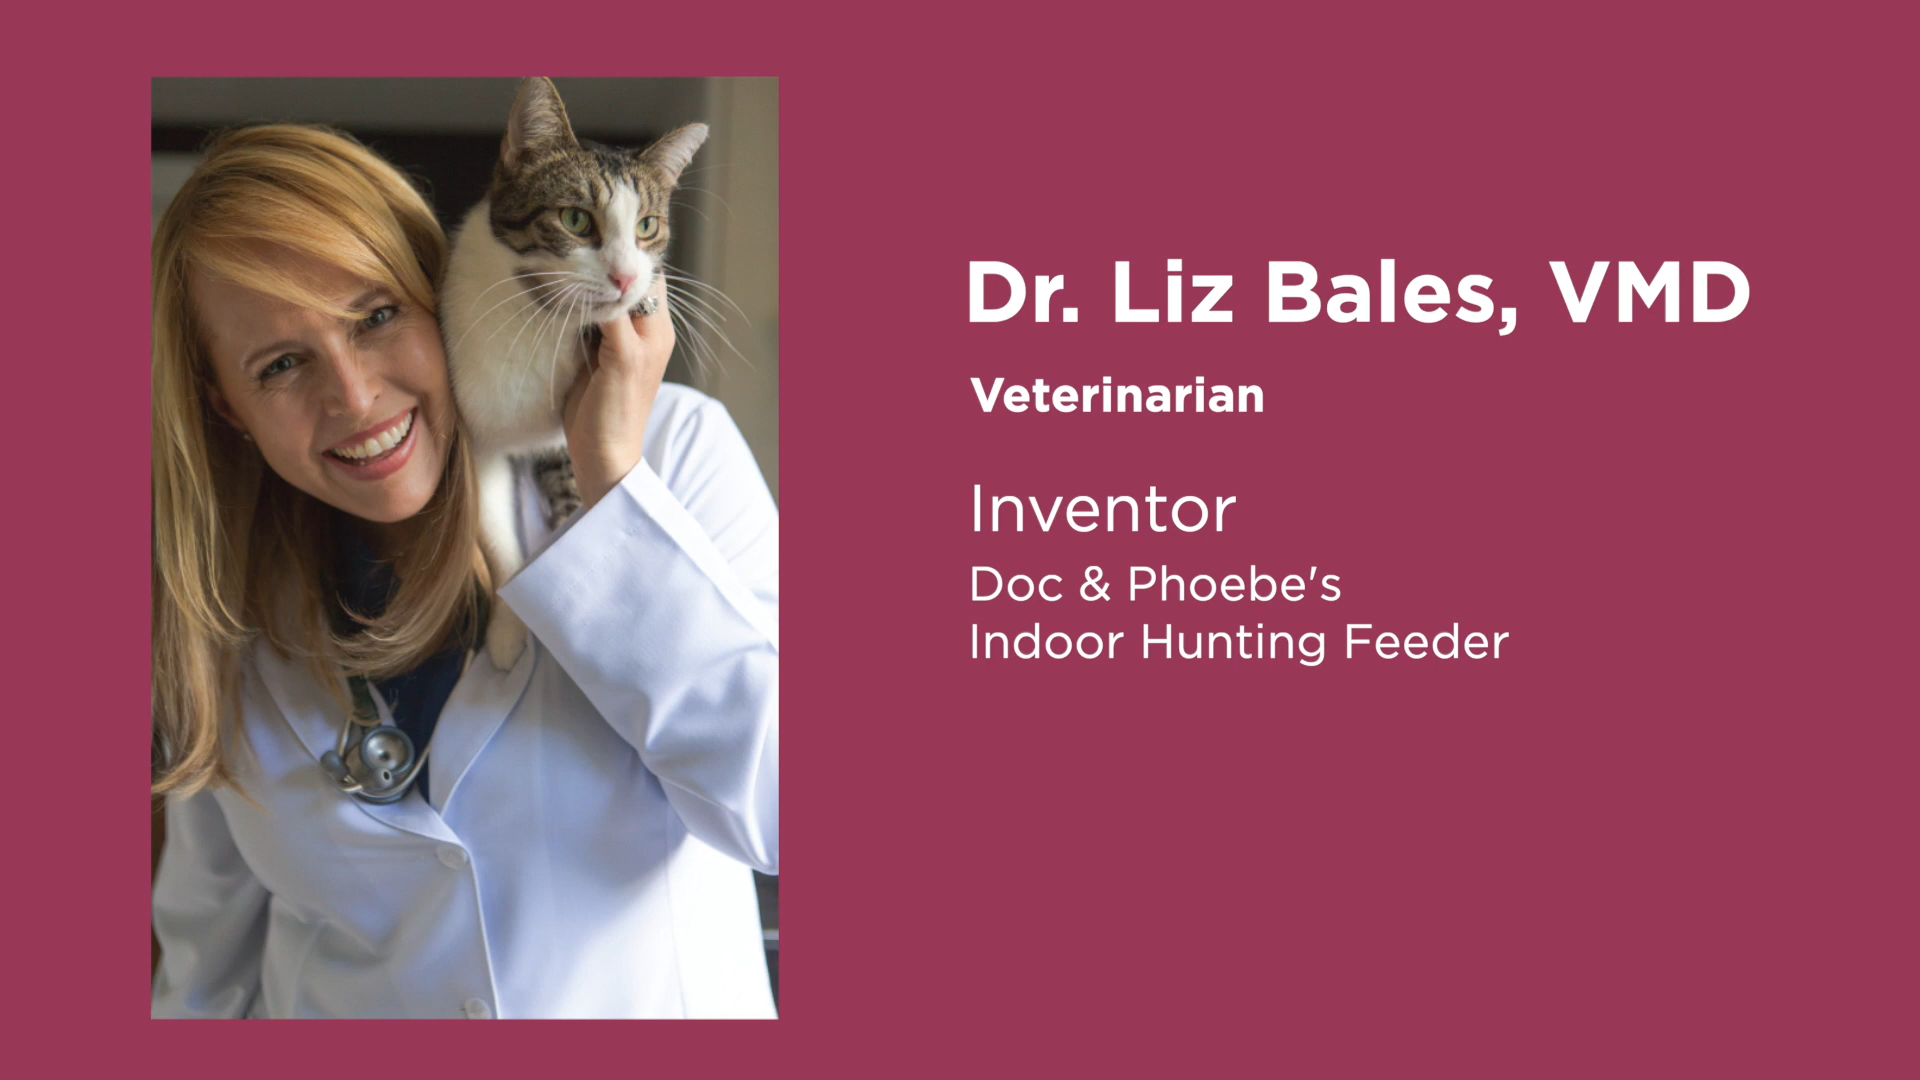 Dr. Liz Bales, VMD
Veterinarian
Inventor
Doc & Phoebe's
Indoor Hunting Feeder